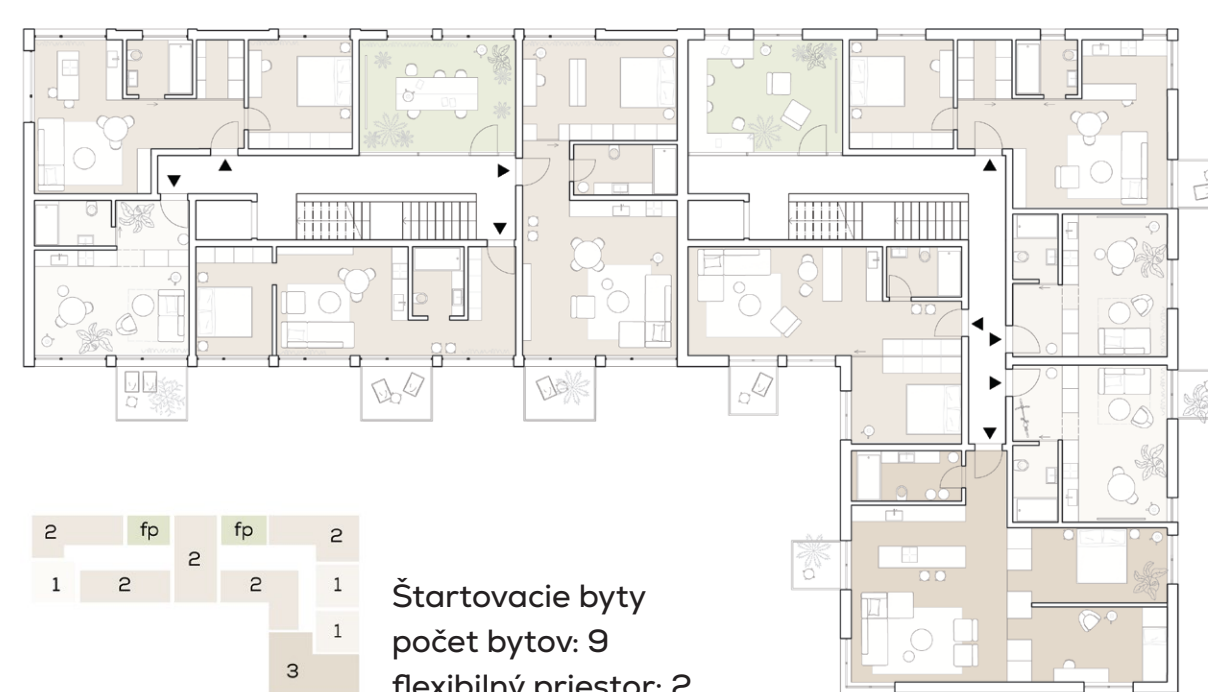 2 fp fp 2
2
1 2 2 1
1
3
Štartovacie byty
počet bytov: 9
flexibilný priestor: 2